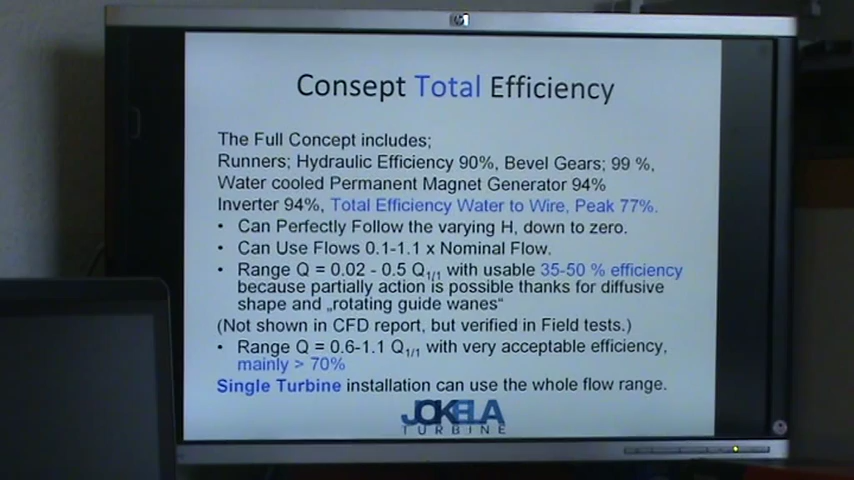 hp
Consept Total Efficiency
The Full Concept includes;
Runners; Hydraulic Efficiency 90%, Bevel Gears; 99 %,
Water cooled Permanent Magnet Generator 94%
Inverter 94%, Total Efficiency Water to Wire, Peak 77%.
• Can Perfectly Follow the varying H, down to zero.
• Can Use Flows 0.1-1.1 x Nominal Flow.
• Range Q = 0.02 - 0.5 Q1/1 with usable 35-50 % efficiency
because partially action is possible thanks for diffusive
shape and „rotating guide wanes“
(Not shown in CFD report, but verified in Field tests.)
• Range Q = 0.6-1.1 Q1/1 with very acceptable efficiency,
mainly > 70%
Single Turbine installation can use the whole flow range.
JOKELA
TURBINE